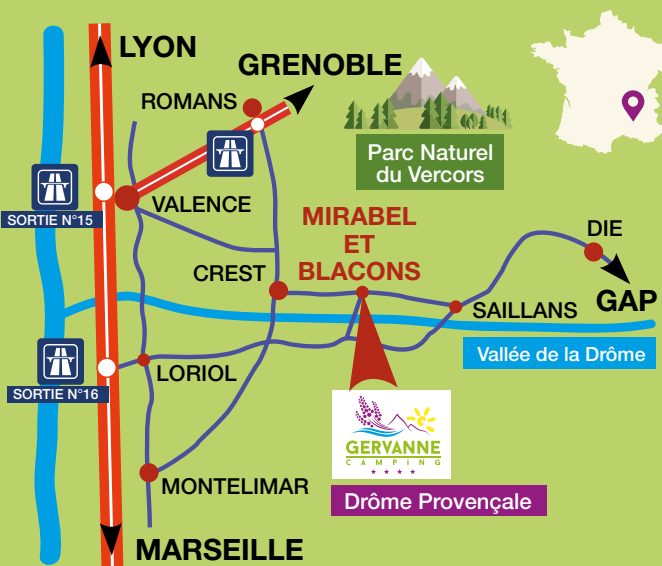 LYON
GRENOBLE
ROMANS
Parc Naturel
du Vercors
VALENCE
SORTIE N°15
MIRABEL
ET
BLACONS
DIE
CREST
SAILLANS
GAP
Vallée de la Drôme
LORIOL
SORTIE N°16
GERVANNE
CAMPING
Drôme Provençale
MONTELIMAR
MARSEILLE